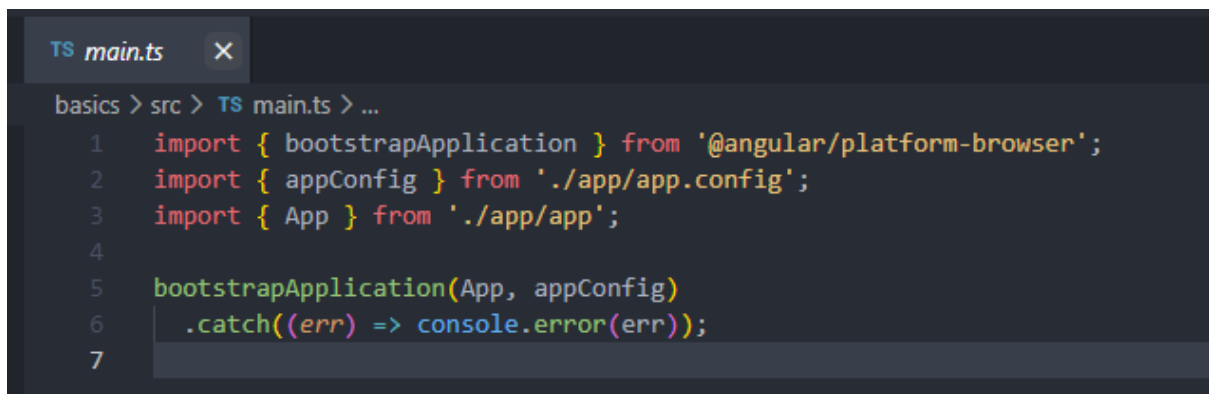 TS main.ts ×
basics > src > TS main.ts > ...
1 import { bootstrapApplication } from '@angular/platform-browser';
2 import { appConfig } from './app/app.config';
3 import { App } from './app/app';
4
5 bootstrapApplication(App, appConfig)
6   .catch((err) => console.error(err));
7